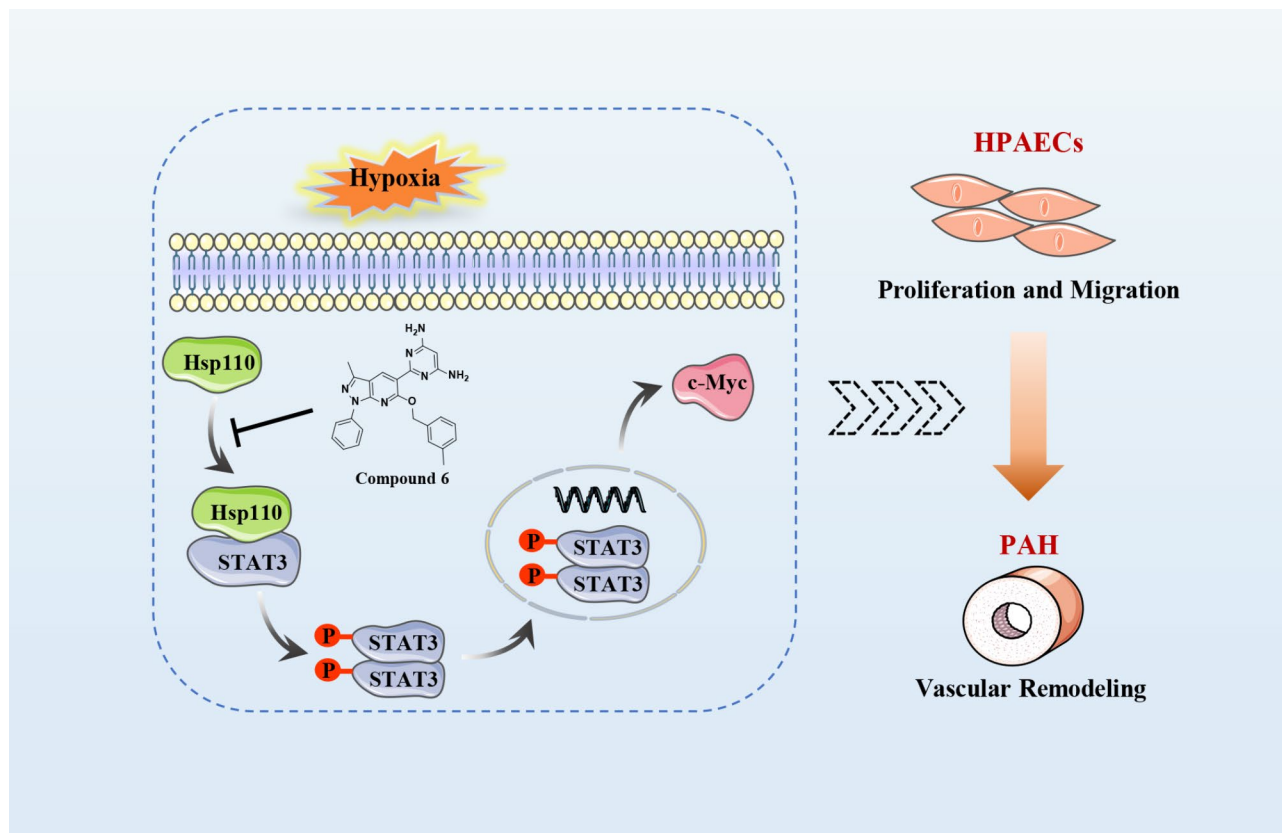 Hypoxia
HPAECs
Proliferation and Migration
Hsp110
H₂N
N
NH₂
N
N
N
N
N
O
Compound 6
c-Myc
Hsp110
STAT3
P
STAT3
P
STAT3
P
STAT3
P
STAT3
PAH
Vascular Remodeling